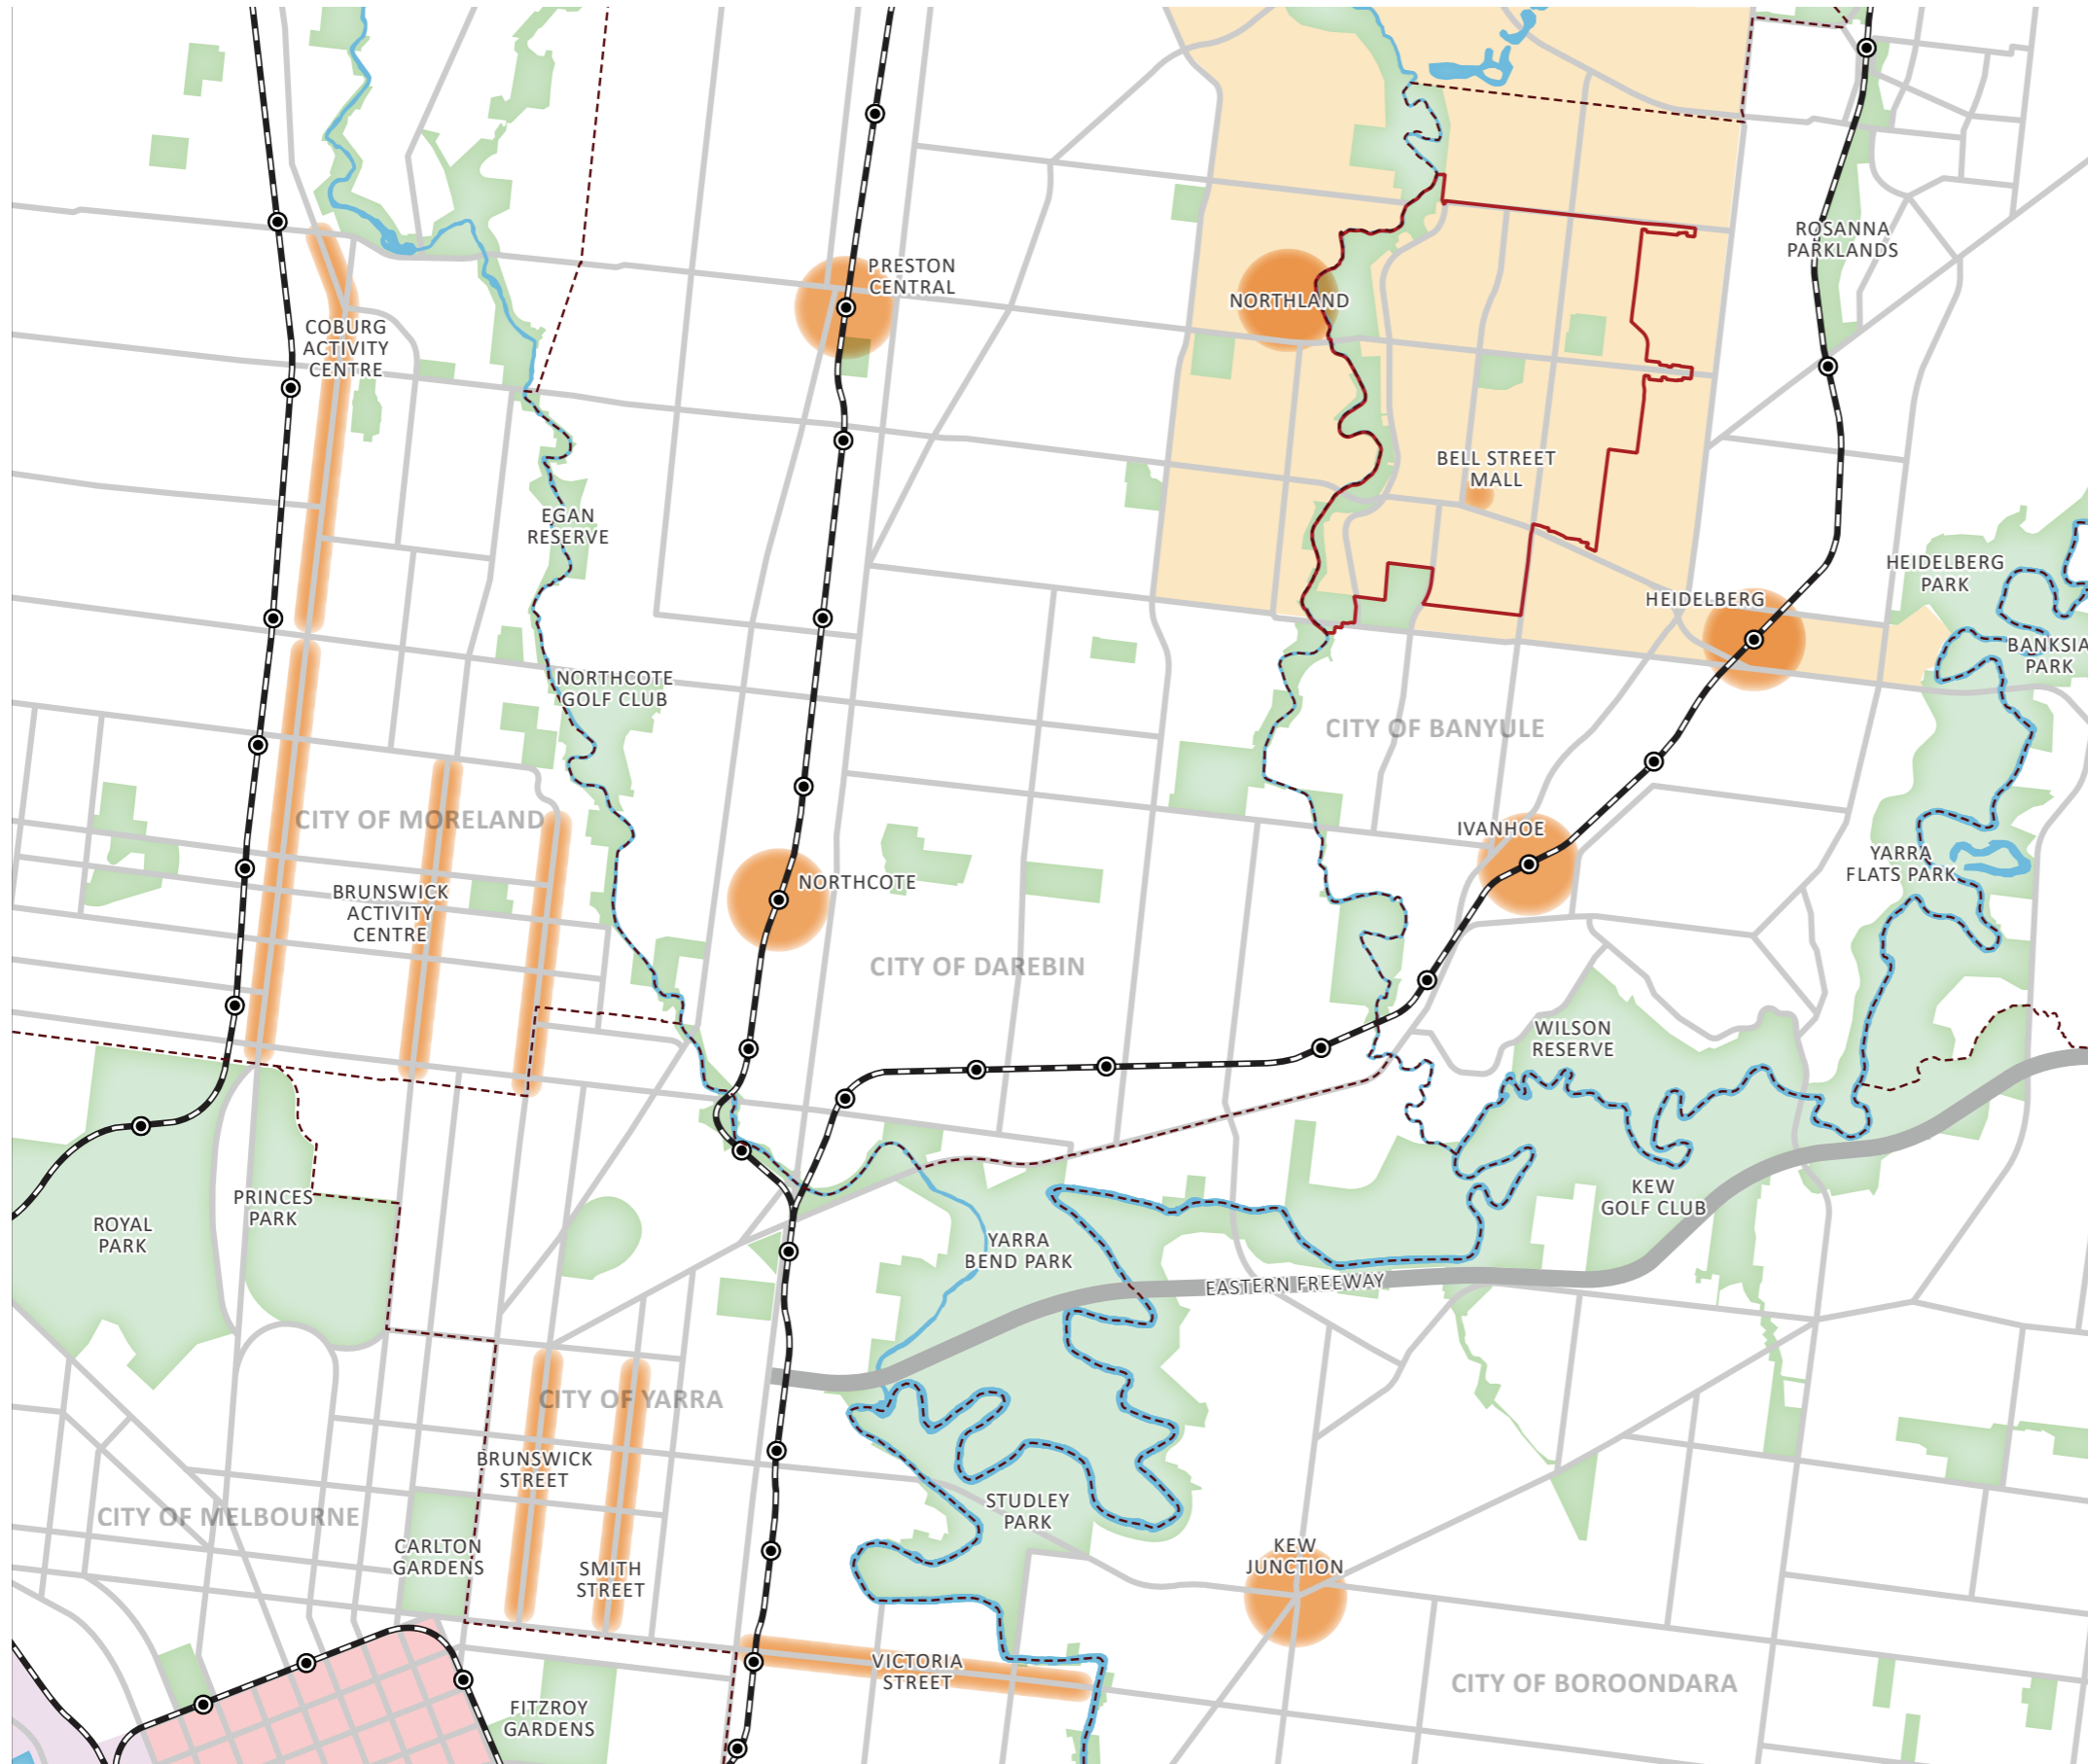 ROSANNA
PARKLANDS
PRESTON
CENTRAL
NORTHLAND
COBURG
ACTIVITY
CENTRE
BELL STREET
MALL
EGAN
RESERVE
HEIDELBERG
PARK
HEIDELBERG
BANKSIA
PARK
NORTHCOTE
GOLF CLUB
CITY OF BANYULE
CITY OF MORELAND
IVANHOE
YARRA
FLATS PARK
NORTHCOTE
BRUNSWICK
ACTIVITY
CENTRE
CITY OF DAREBIN
WILSON
RESERVE
PRINCES
PARK
ROYAL
PARK
KEW
GOLF CLUB
YARRA
BEND PARK
EASTERN FREEWAY
CITY OF YARRA
BRUNSWICK
STREET
STUDLEY
PARK
CITY OF MELBOURNE
CARLTON
GARDENS
SMITH
STREET
KEW
JUNCTION
VICTORIA
STREET
CITY OF BOROONDARA
FITZROY
GARDENS